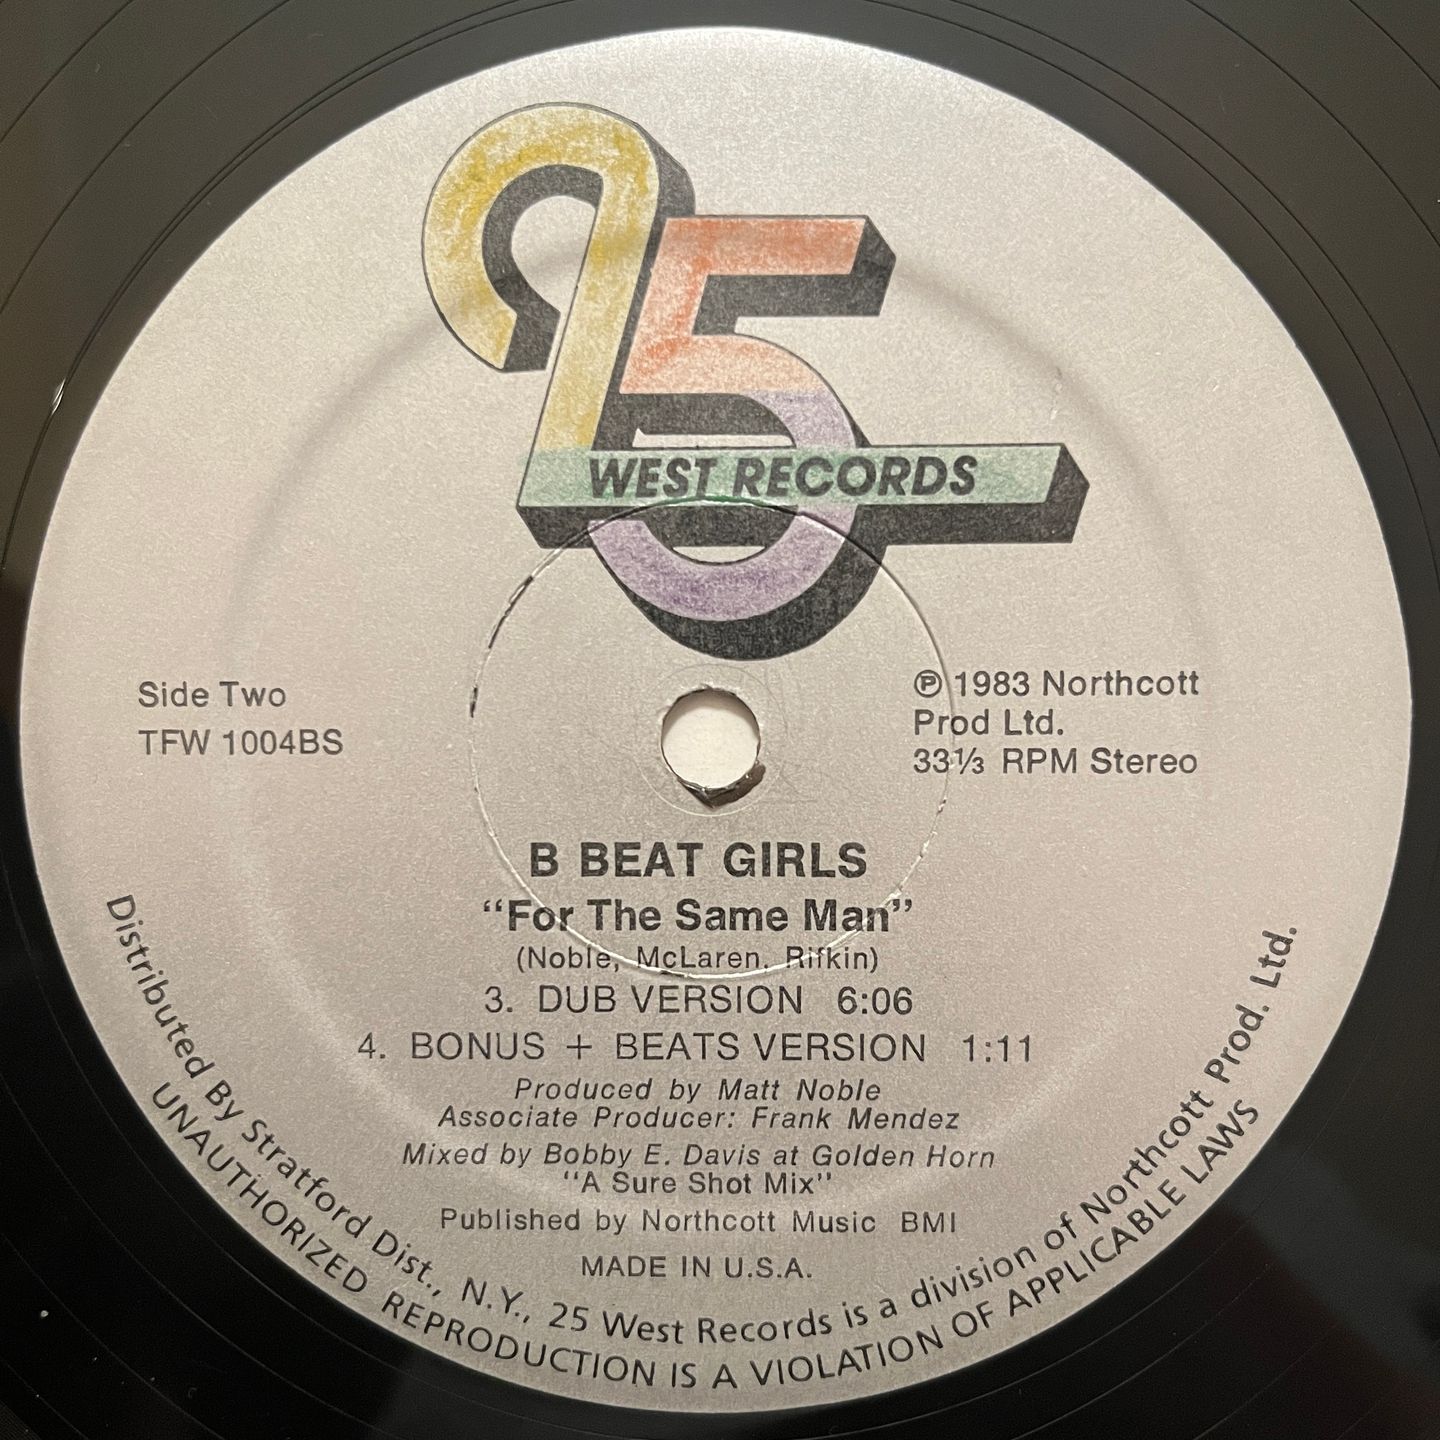 25
WEST RECORDS
Side Two
TFW 1004BS
℗ 1983 Northcott
Prod Ltd.
33⅓ RPM Stereo
B BEAT GIRLS
“For The Same Man”
(Noble, McLaren, Rifkin)
3. DUB VERSION 6:06
4. BONUS + BEATS VERSION 1:11
Produced by Matt Noble
Associate Producer: Frank Mendez
Mixed by Bobby E. Davis at Golden Horn
“A Sure Shot Mix”
Published by Northcott Music BMI
MADE IN U.S.A.
Distributed By Stratford Dist., N.Y., 25 West Records is a division of Northcott Prod. Ltd.
UNAUTHORIZED REPRODUCTION IS A VIOLATION OF APPLICABLE LAWS